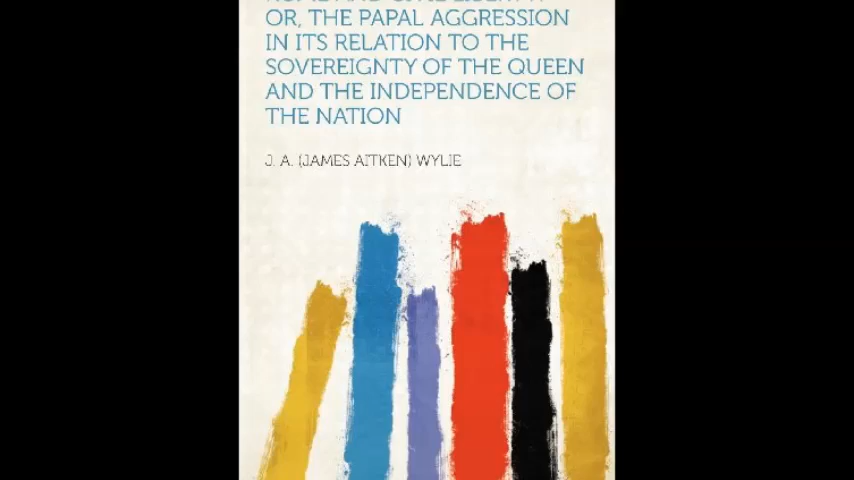 OR, THE PAPAL AGGRESSION
IN ITS RELATION TO THE
SOVEREIGNTY OF THE QUEEN
AND THE INDEPENDENCE OF
THE NATION
J. A. (JAMES AITKEN) WYLIE